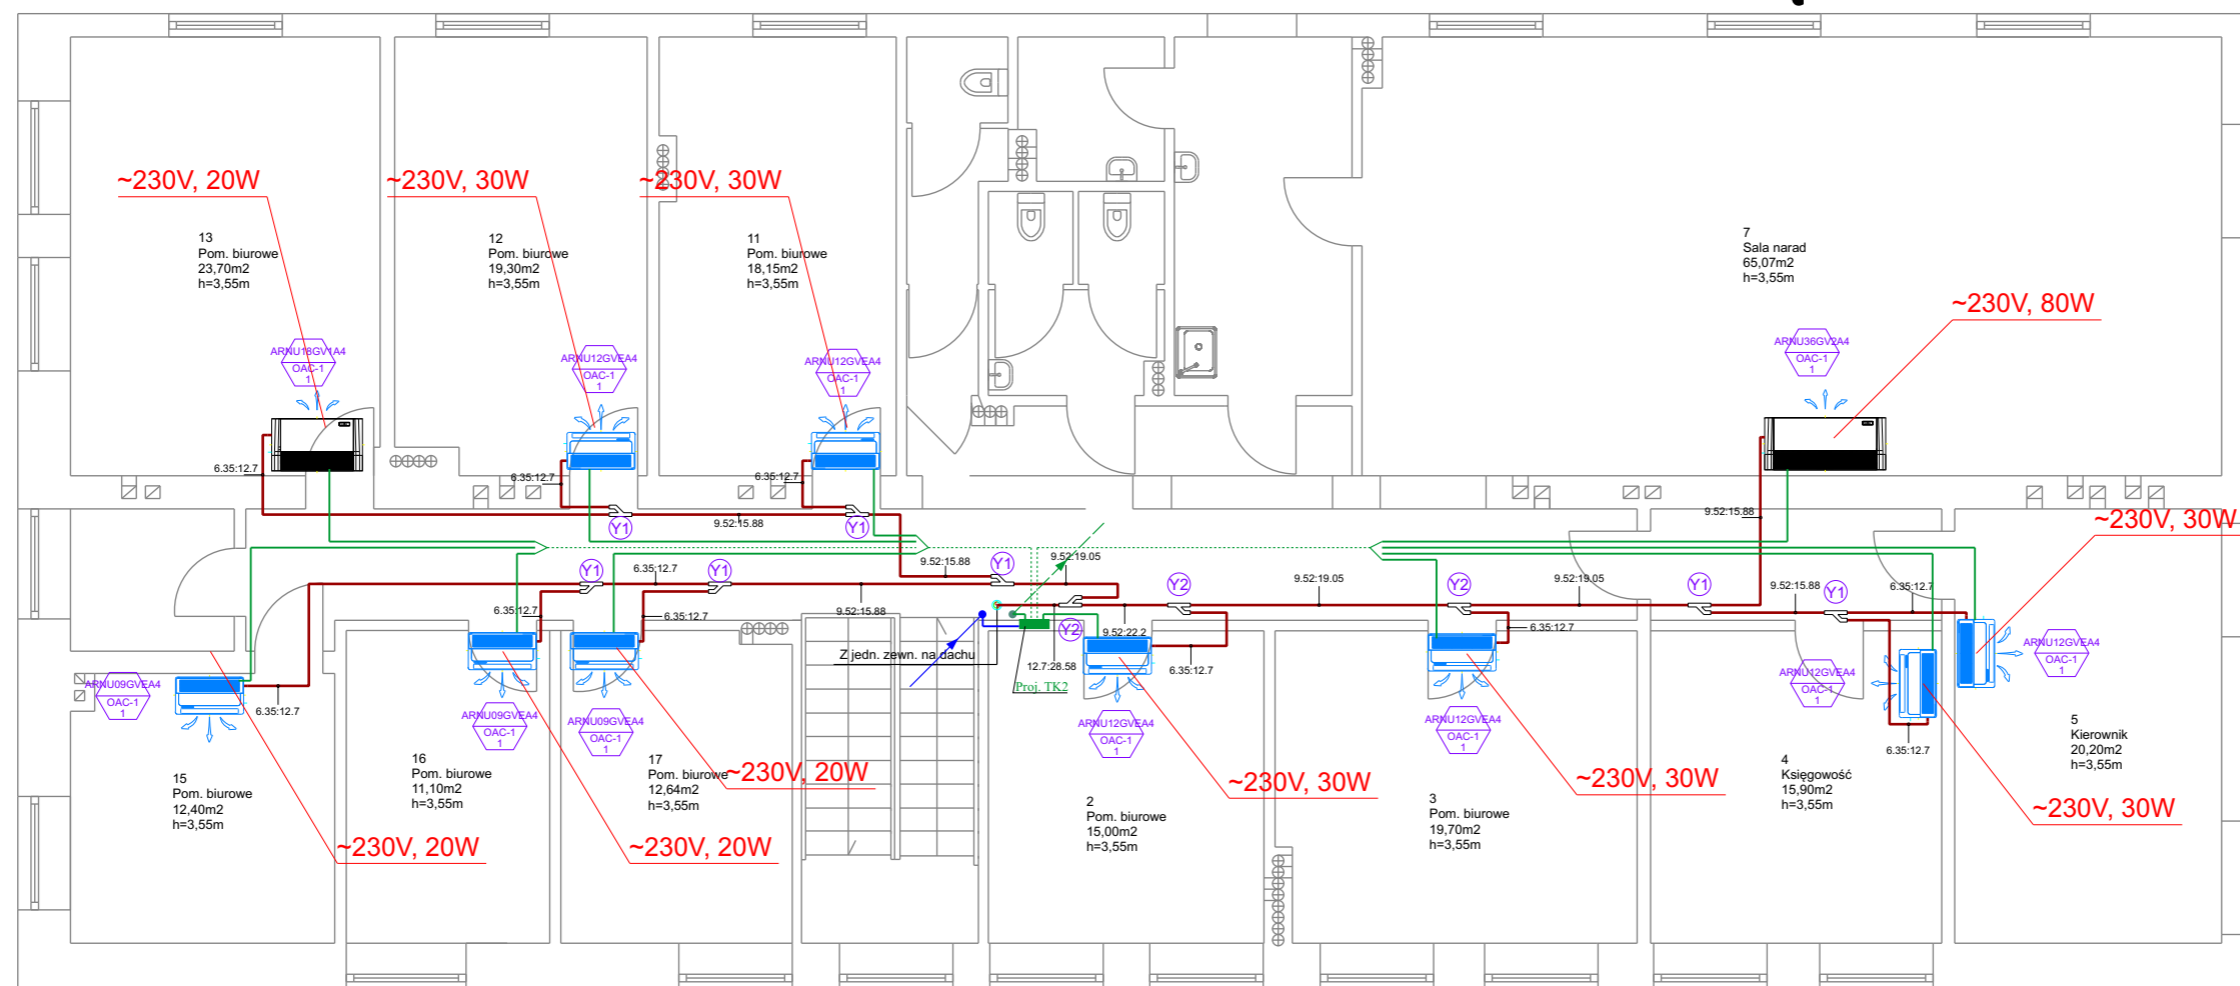 ~230V, 20W
~230V, 30W
~230V, 30W
13
Pom. biurowe
23,70m2
h=3,55m
12
Pom. biurowe
19,30m2
h=3,55m
11
Pom. biurowe
18,15m2
h=3,55m
7
Sala narad
65,07m2
h=3,55m
~230V, 80W
ARNU18GV1A4
OAC-1
1
ARNU12GVEA4
OAC-1
1
ARNU12GVEA4
OAC-1
1
ARNU36GV2A4
OAC-1
1
6.35:12.7
6.35:12.7
6.35:12.7
9.52:15.88
Y1
9.52:15.88
Y1
~230V, 30W
9.52:15.88
Y1
9.52:19.05
Y1
6.35:12.7
Y1
Y2
9.52:19.05
Y2
9.52:19.05
Y1
9.52:15.88
Y1
6.35:12.7
6.35:12.7
6.35:12.7
9.52:15.88
Y2
9.52:22.2
6.35:12.7
Z jedn. zewn. na dachu
12.7:28.58
6.35:12.7
Proj. TK2
ARNU12GVEA4
OAC-1
1
ARNU12GVEA4
OAC-1
1
ARNU09GVEA4
OAC-1
1
6.35:12.7
ARNU09GVEA4
OAC-1
1
ARNU09GVEA4
OAC-1
1
ARNU12GVEA4
OAC-1
1
ARNU12GVEA4
OAC-1
1
6.35:12.7
5
Kierownik
20,20m2
h=3,55m
16
Pom. biurowe
11,10m2
h=3,55m
17
Pom. biurowe
12,64m2
h=3,55m
~230V, 20W
~230V, 30W
~230V, 30W
4
Księgowość
15,90m2
h=3,55m
15
Pom. biurowe
12,40m2
h=3,55m
2
Pom. biurowe
15,00m2
h=3,55m
3
Pom. biurowe
19,70m2
h=3,55m
~230V, 30W
~230V, 20W
~230V, 20W